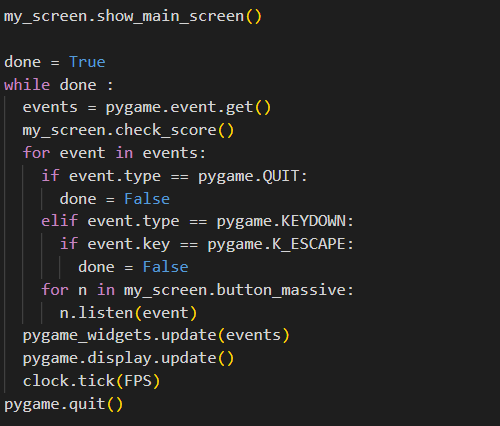 my_screen.show_main_screen()

done = True
while done :
  events = pygame.event.get()
  my_screen.check_score()
  for event in events:
    if event.type == pygame.QUIT:
      done = False
    elif event.type == pygame.KEYDOWN:
      if event.key == pygame.K_ESCAPE:
        done = False
    for n in my_screen.button_massive:
      n.listen(event)
  pygame_widgets.update(events)
  pygame.display.update()
  clock.tick(FPS)
pygame.quit()